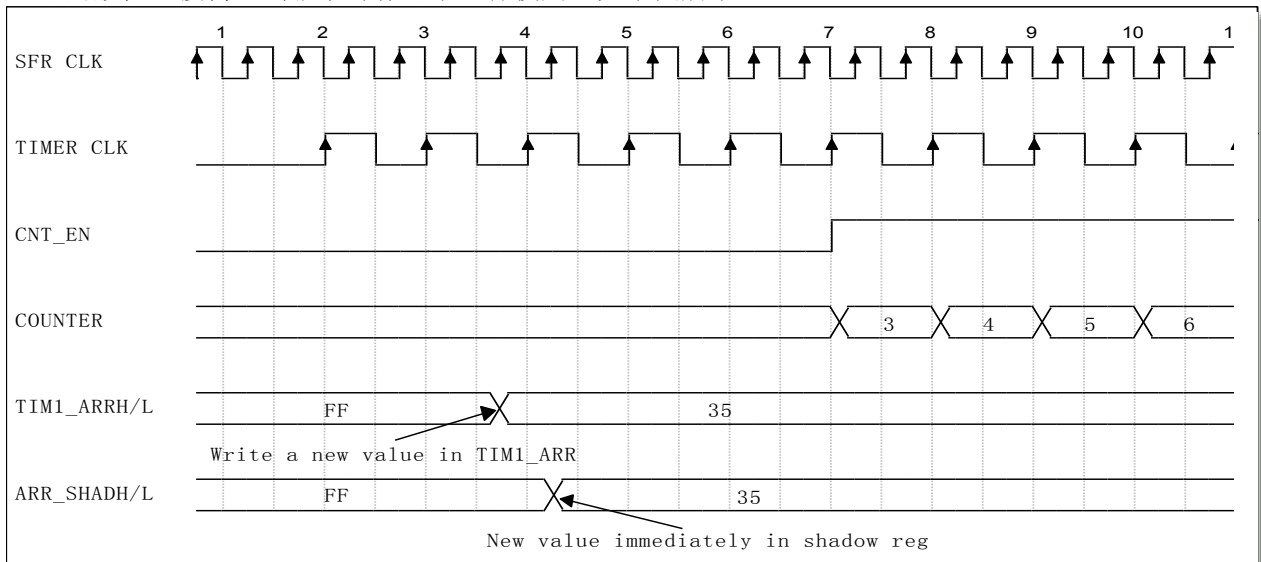 1 2 3 4 5 6 7 8 9 10 1
SFR CLK
TIMER CLK
CNT_EN
COUNTER 3 4 5 6
TIM1_ARRH/L FF 35
Write a new value in TIM1_ARR
ARR_SHADH/L FF 35
New value immediately in shadow reg